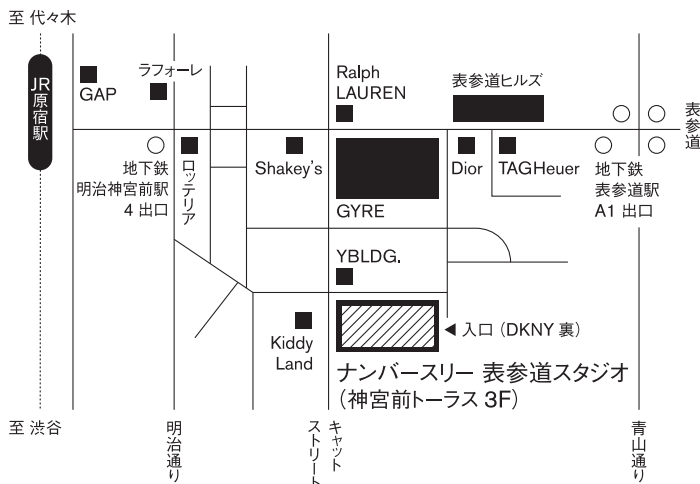 至 代々木
JR原宿駅
GAP
ラフォーレ
Ralph
LAUREN
表参道ヒルズ
表参道
地下鉄
明治神宮前駅
4 出口
ロッテリア
Shakey's
GYRE
Dior
TAGHeuer
地下鉄
表参道駅
A1 出口
YBLDG.
Kiddy
Land
◀ 入口（DKNY 裏）
ナンバースリー 表参道スタジオ
（神宮前トーラス 3F）
至 渋谷
明治通り
キャット
ストリート
青山通り